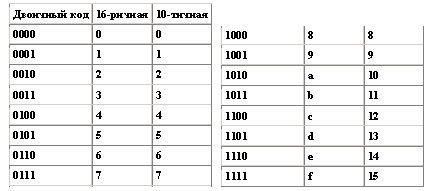 Двоичный код 16-ричная 10-тичная
0000 0 0
0001 1 1
0010 2 2
0011 3 3
0100 4 4
0101 5 5
0110 6 6
0111 7 7
1000 8 8
1001 9 9
1010 a 10
1011 b 11
1100 c 12
1101 d 13
1110 e 14
1111 f 15